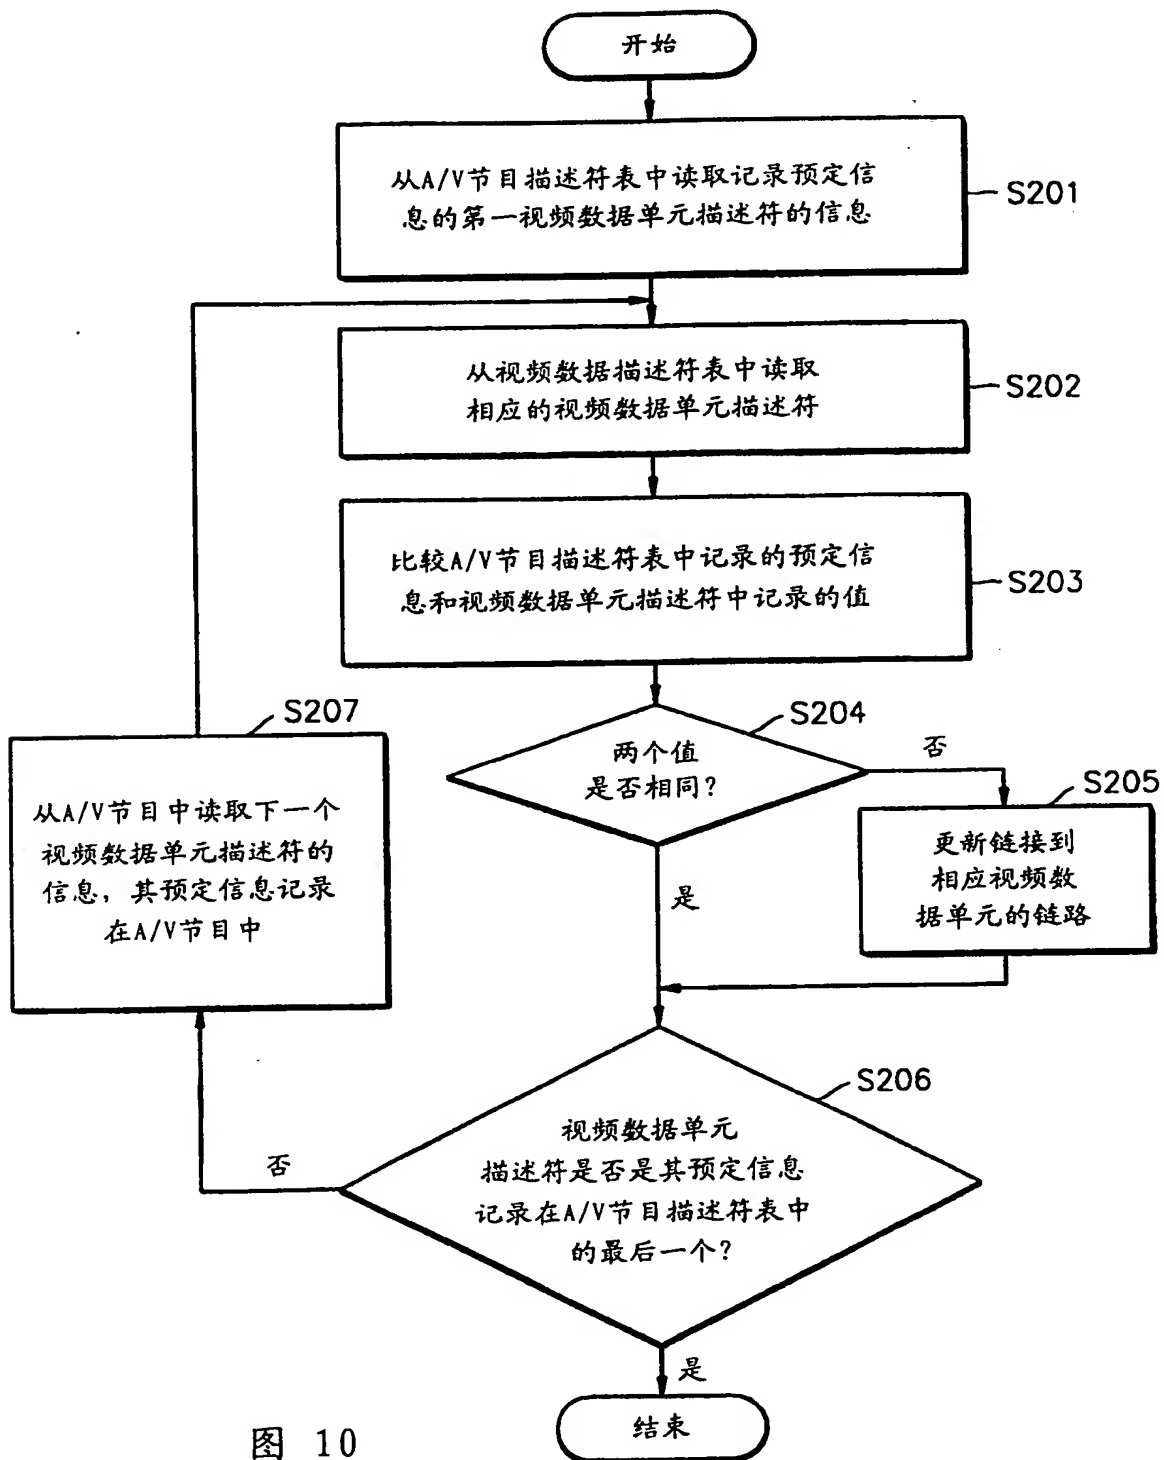 开始
从A/V节目描述符表中读取记录预定信
息的第一视频数据单元描述符的信息
S201
从视频数据描述符表中读取
相应的视频数据单元描述符
S202
比较A/V节目描述符表中记录的预定信
息和视频数据单元描述符中记录的值
S203
S204
两个值
是否相同?
否
是
S205
更新链接到
相应视频数
据单元的链路
S207
从A/V节目中读取下一个
视频数据单元描述符的
信息，其预定信息记录
在A/V节目中
S206
视频数据单元
描述符是否是其预定信息
记录在A/V节目描述符表中
的最后一个?
否
是
结束
图 10